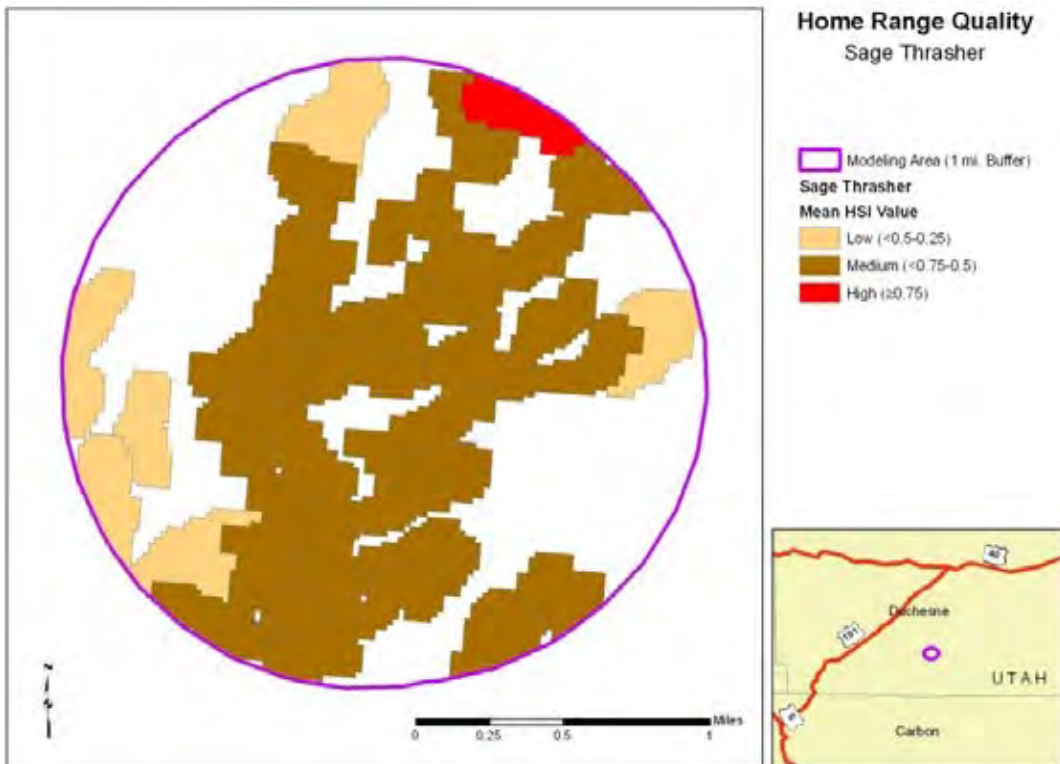 Home Range Quality
Sage Thrasher
Modeling Area (1 mi. Buffer)
Sage Thrasher
Mean HSI Value
Low (<0.5-0.25)
Medium (<0.75-0.5)
High (≥0.75)
Miles
0 0.25 0.5 1
40
Duchesne
191
UTAH
6
Carbon
N